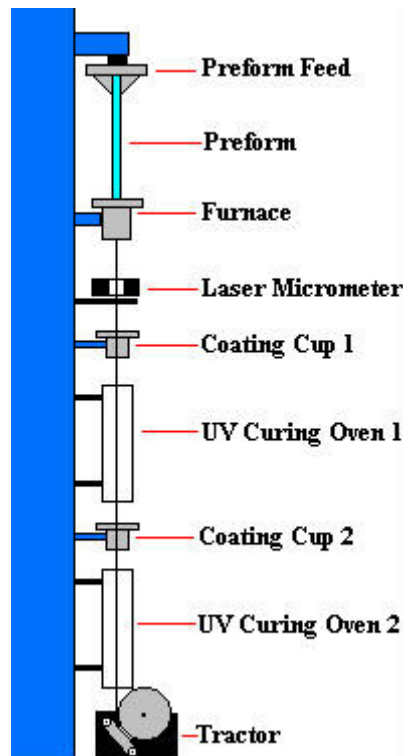 Preform Feed
Preform
Furnace
Laser Micrometer
Coating Cup 1
UV Curing Oven 1
Coating Cup 2
UV Curing Oven 2
Tractor